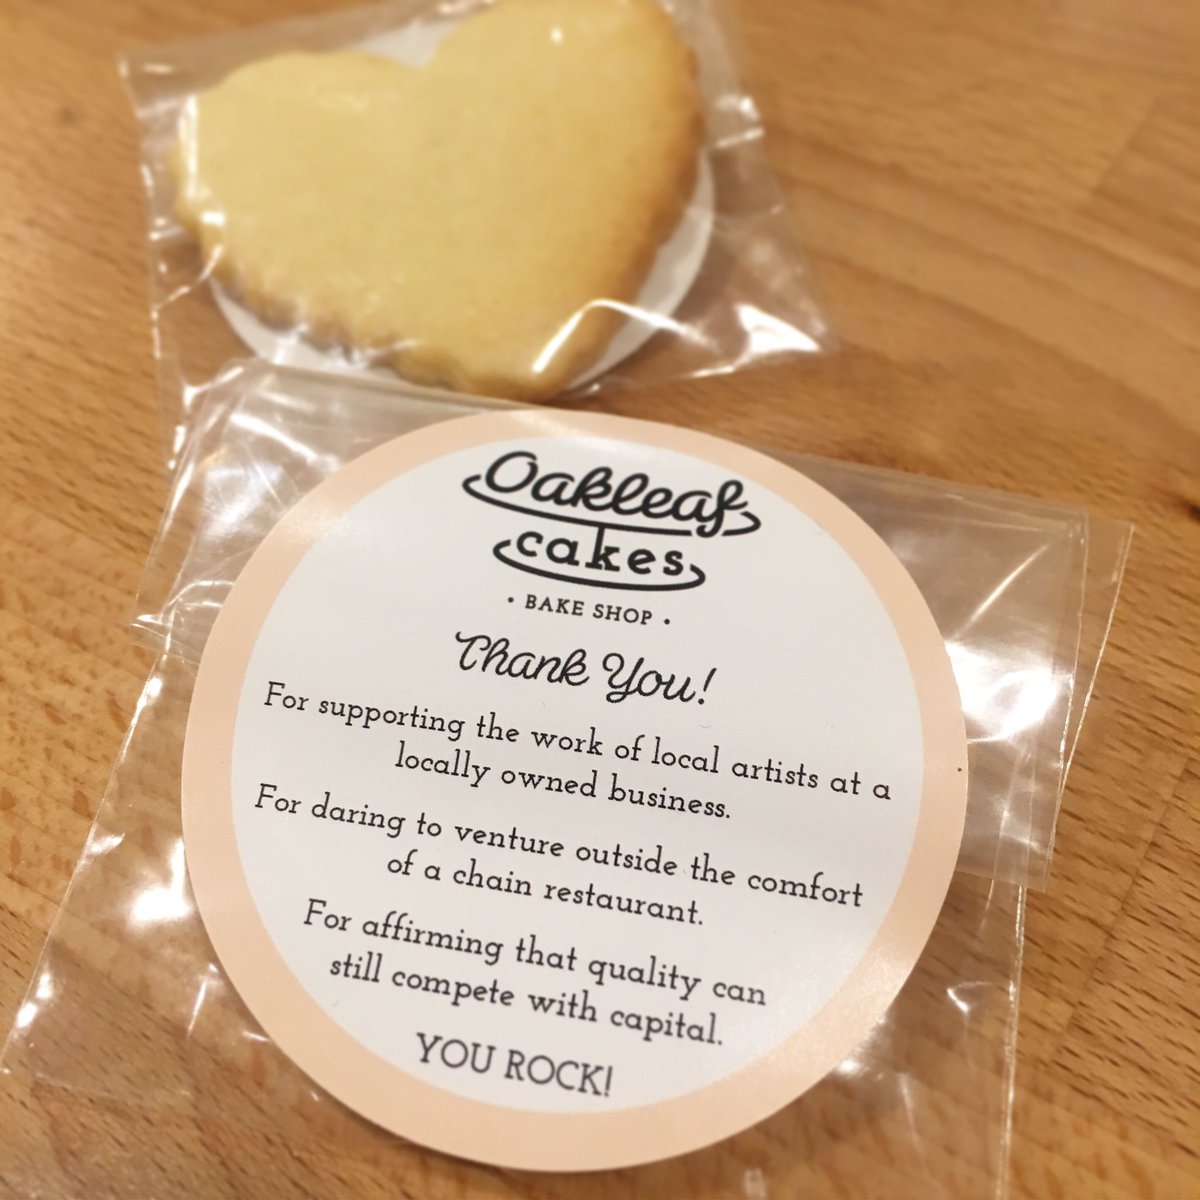 Oakleaf
cakes
• BAKE SHOP •
Thank You!
For supporting the work of local artists at a
locally owned business.
For daring to venture outside the comfort
of a chain restaurant.
For affirming that quality can
still compete with capital.
YOU ROCK!